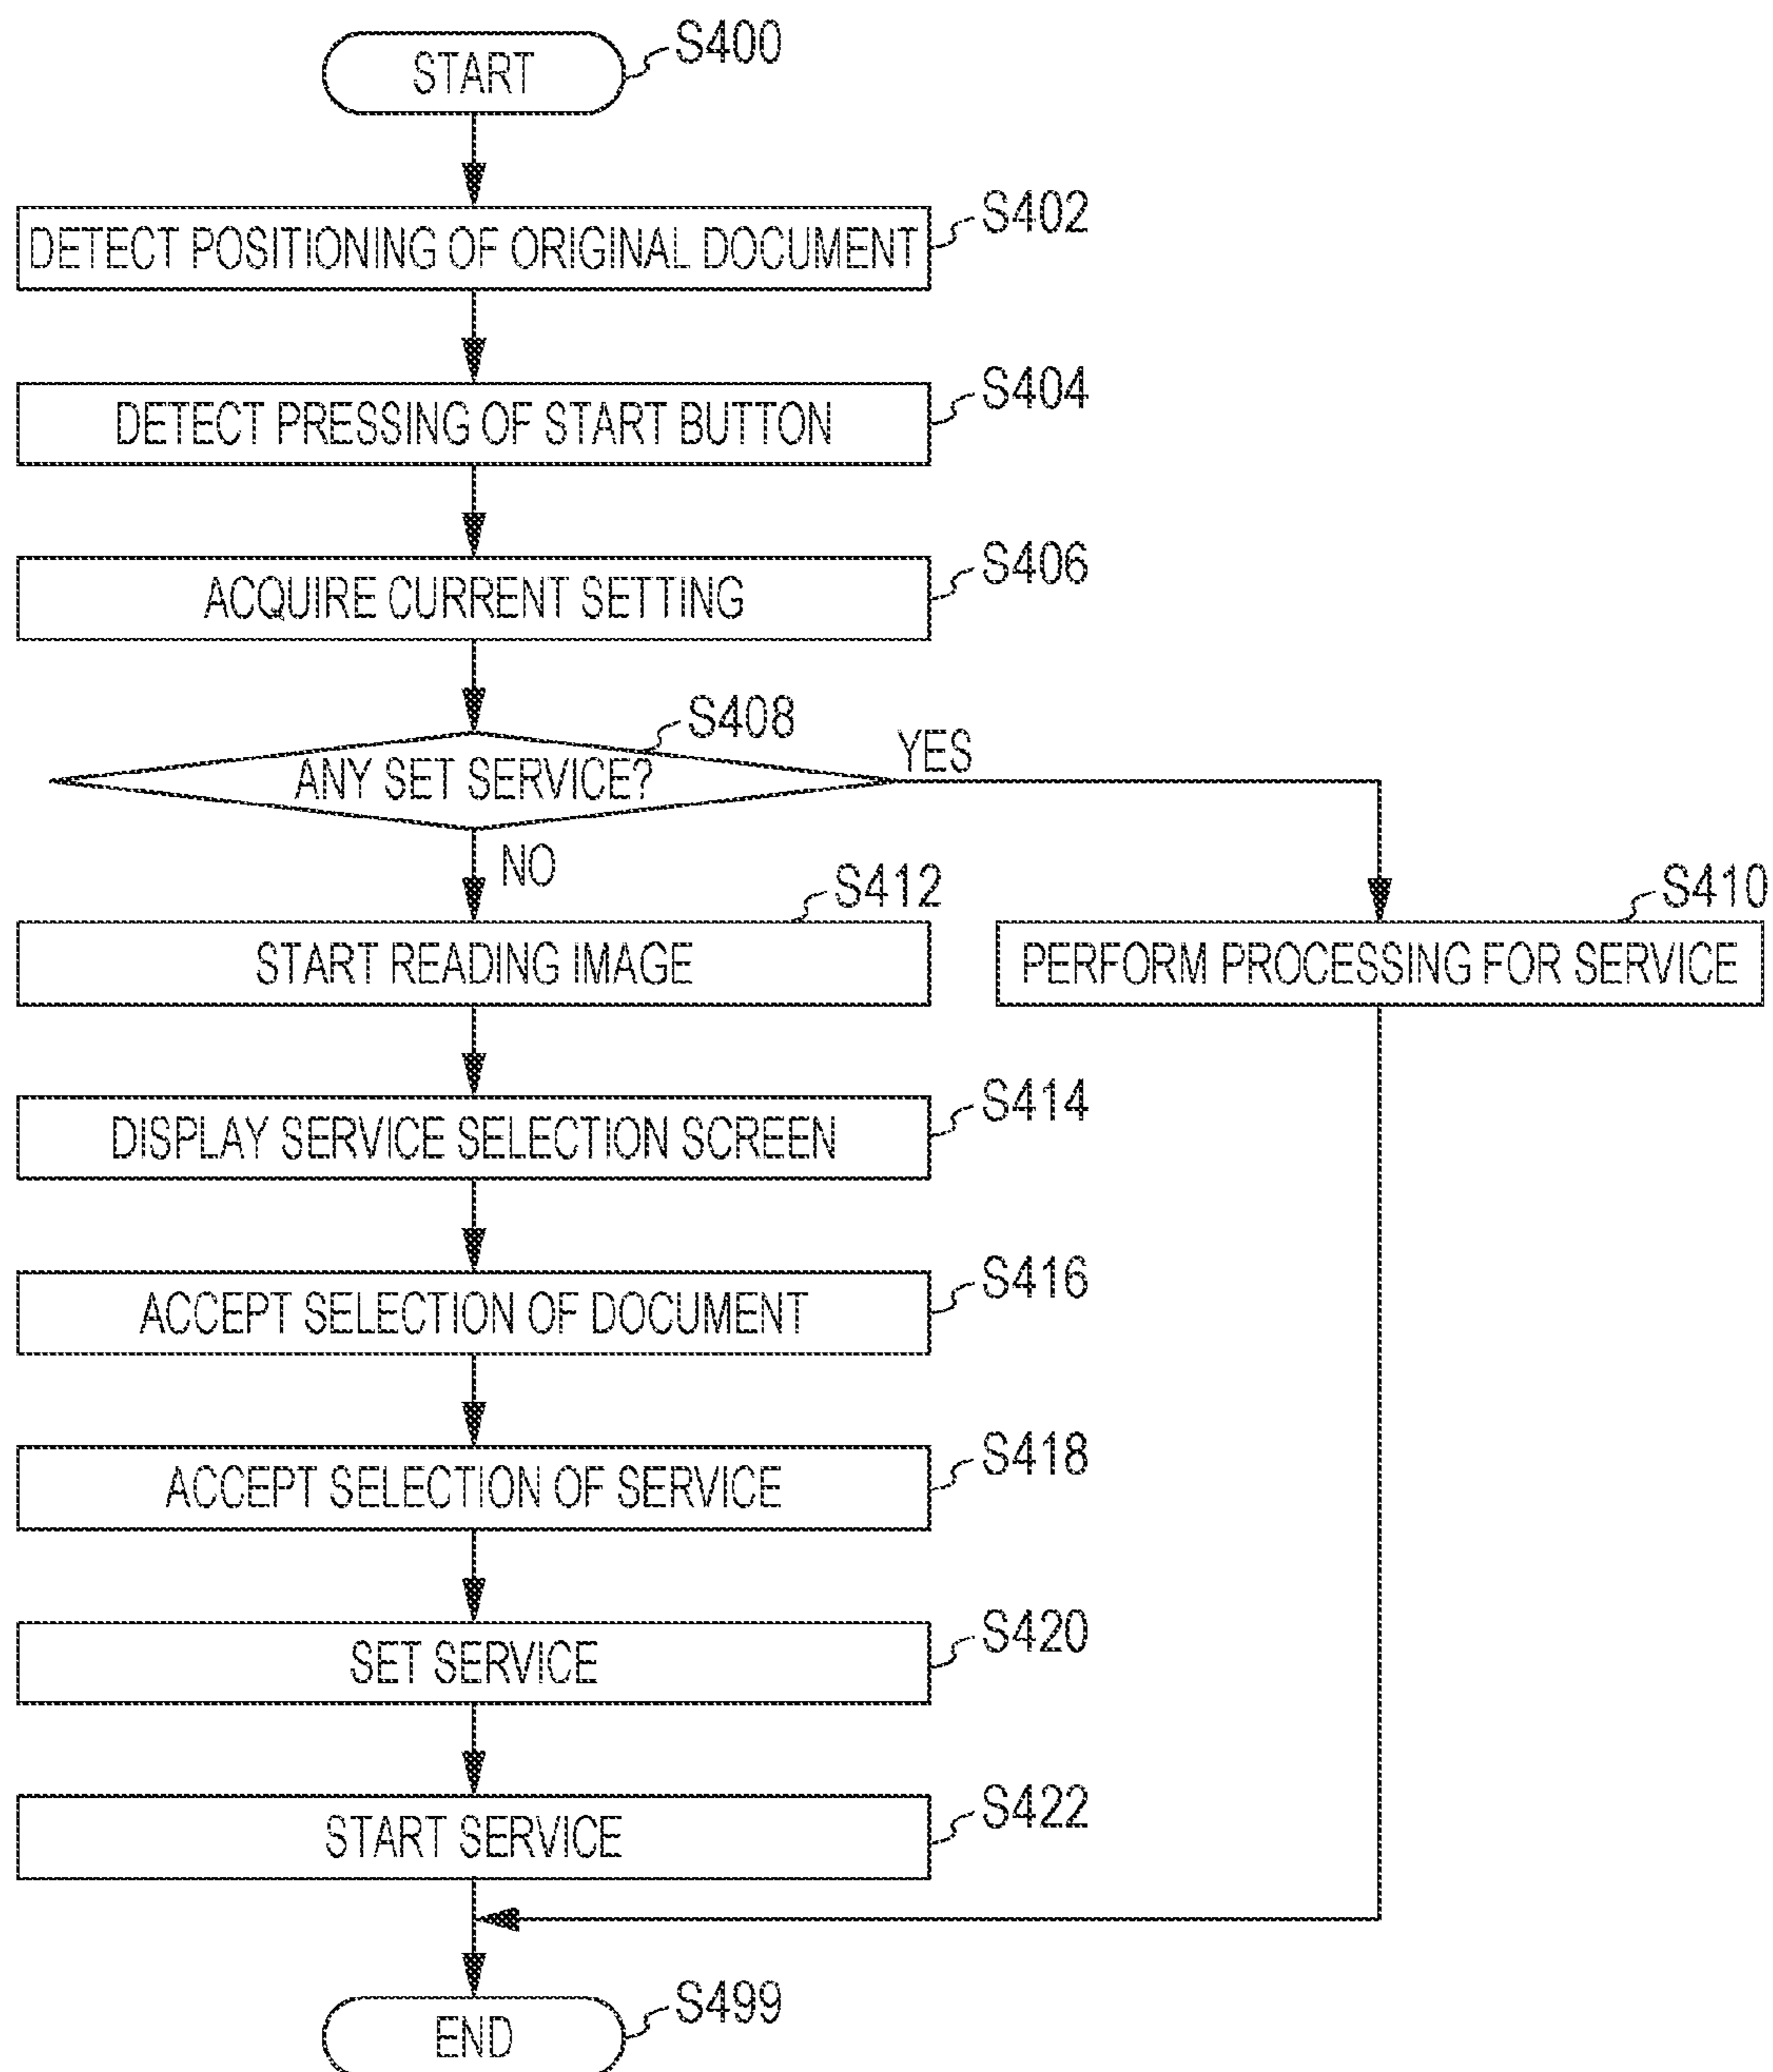 START
S400
DETECT POSITIONING OF ORIGINAL DOCUMENT
S402
DETECT PRESSING OF START BUTTON
S404
ACQUIRE CURRENT SETTING
S406
S408
ANY SET SERVICE?
YES
NO
S412
START READING IMAGE
S410
PERFORM PROCESSING FOR SERVICE
DISPLAY SERVICE SELECTION SCREEN
S414
ACCEPT SELECTION OF DOCUMENT
S416
ACCEPT SELECTION OF SERVICE
S418
SET SERVICE
S420
START SERVICE
S422
END
S499